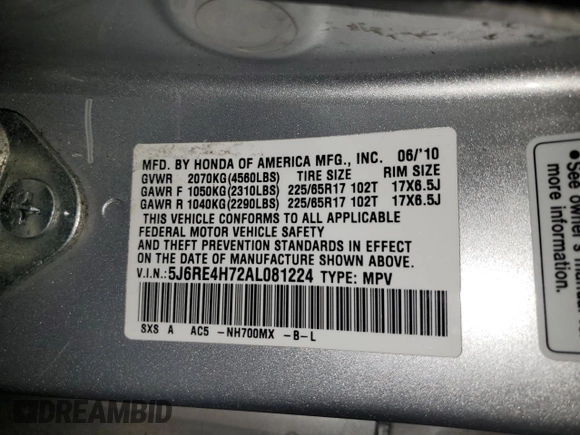 MFD. BY HONDA OF AMERICA MFG., INC. 06/'10
GVWR 2070KG(4560LBS) TIRE SIZE RIM SIZE
GAWR F 1050KG(2310LBS) 225/65R17 102T 17X6.5J
GAWR R 1040KG(2290LBS) 225/65R17 102T 17X6.5J
THIS VEHICLE CONFORMS TO ALL APPLICABLE
FEDERAL MOTOR VEHICLE SAFETY
AND THEFT PREVENTION STANDARDS IN EFFECT
ON THE DATE OF MANUFACTURE SHOWN ABOVE.
V.I.N.: 5J6RE4H72AL081224 TYPE: MPV
SXS A AC5 -NH700MX -B-L
See owner's
information.
DREAMBID